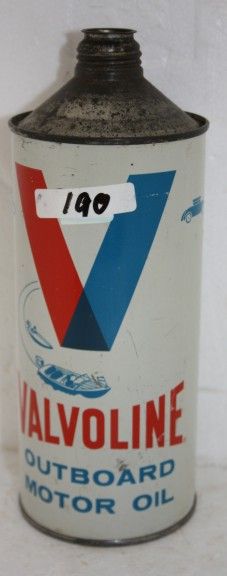 190
VALVOLINE
OUTBOARD
MOTOR OIL